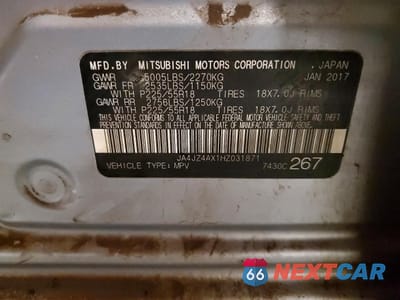 MFD.BY MITSUBISHI MOTORS CORPORATION . JAPAN
GVWR 5005LBS/2270KG JAN 2017
GAWR FR 2535LBS/1150KG
WITH P225/55R18 TIRES 18X7.0J RIMS
GAWR RR 2756LBS/1250KG
WITH P225/55R18 TIRES 18X7.0J RIMS
THIS VEHICLE CONFORMS TO ALL APPLICABLE
FEDERAL MOTOR VEHICLE SAFETY AND THEFT
PREVENTION STANDARDS IN EFFECT ON THE
DATE OF MANUFACTURE SHOWN ABOVE.
JA4JZ4AX1HZ031871
VEHICLE TYPE: MPV 7430C 267
66 NEXTCAR